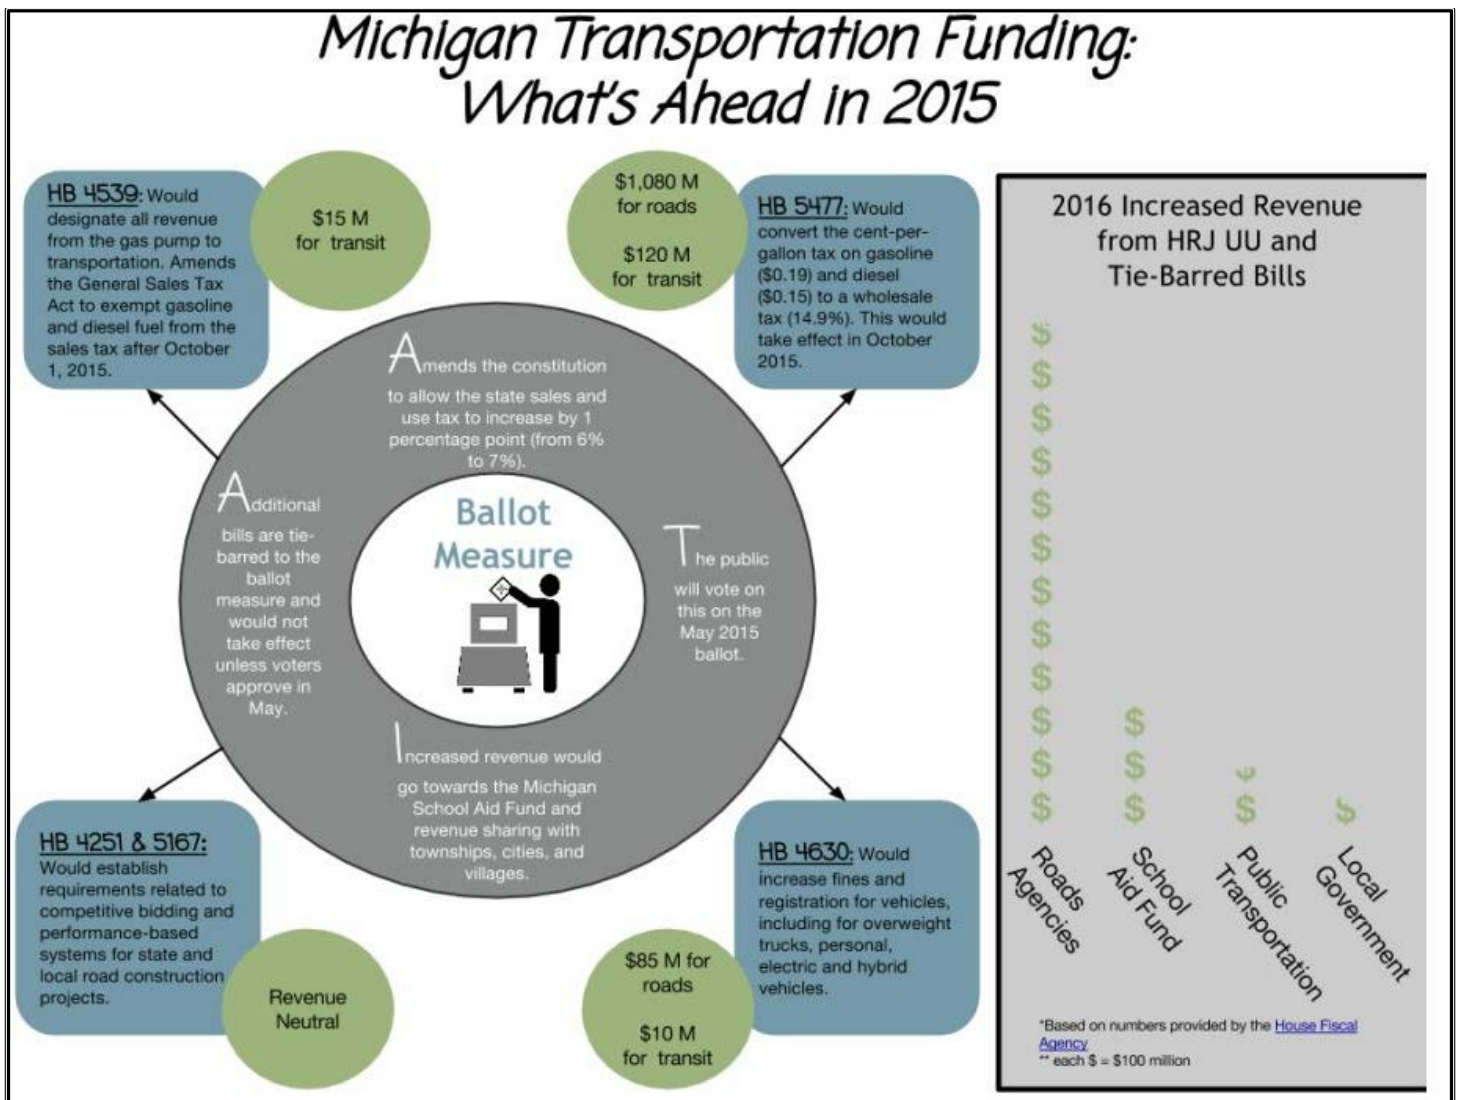 Michigan Transportation Funding:
What's Ahead in 2015
HB 4539: Would
designate all revenue
from the gas pump to
transportation. Amends
the General Sales Tax
Act to exempt gasoline
and diesel fuel from the
sales tax after October
1, 2015.
$15 M
for transit
$1,080 M
for roads
$120 M
for transit
HB 5477: Would
convert the cent-per-
gallon tax on gasoline
($0.19) and diesel
($0.15) to a wholesale
tax (14.9%). This would
take effect in October
2015.
Amends the constitution
to allow the state sales and
use tax to increase by 1
percentage point (from 6%
to 7%).
Additional
bills are tie-
barred to the
ballot
measure and
would not
take effect
unless voters
approve in
May.
Ballot
Measure
The public
will vote on
this on the
May 2015
ballot.
Increased revenue would
go towards the Michigan
School Aid Fund and
revenue sharing with
townships, cities, and
villages.
HB 4251 & 5167:
Would establish
requirements related to
competitive bidding and
performance-based
systems for state and
local road construction
projects.
Revenue
Neutral
HB 4630: Would
increase fines and
registration for vehicles,
including for overweight
trucks, personal,
electric and hybrid
vehicles.
$85 M for
roads
$10 M
for transit
2016 Increased Revenue
from HRJ UU and
Tie-Barred Bills
$
$
$
$
$
$
$
$
$
$ $
$ $ $
$ $ $ $
Roads
Agencies
School
Aid Fund
Public
Transportation
Local
Government
*Based on numbers provided by the House Fiscal
Agency
** each $ = $100 million